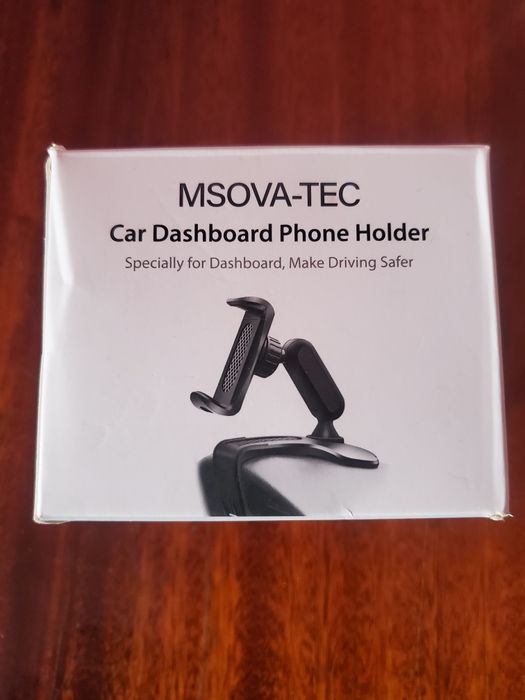 MSOVA-TEC
Car Dashboard Phone Holder
Specially for Dashboard, Make Driving Safer